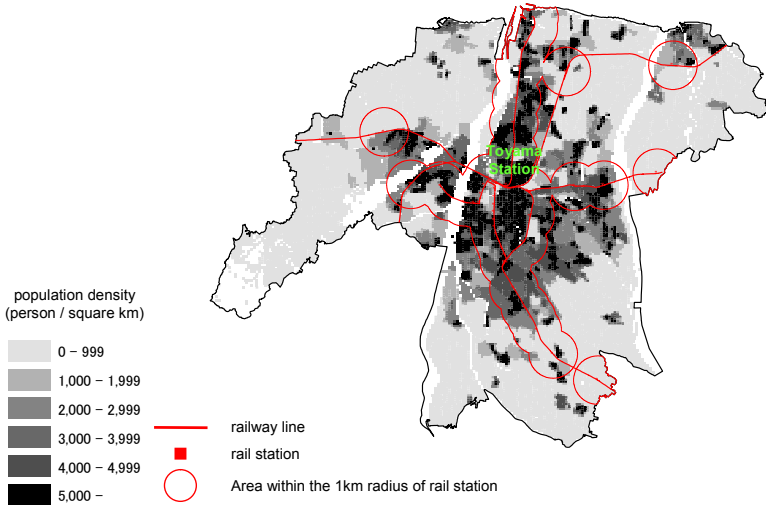 Toyama
Station
population density
(person / square km)
0 - 999
1,000 - 1,999
2,000 - 2,999
3,000 - 3,999
4,000 - 4,999
5,000 -
railway line
rail station
Area within the 1km radius of rail station